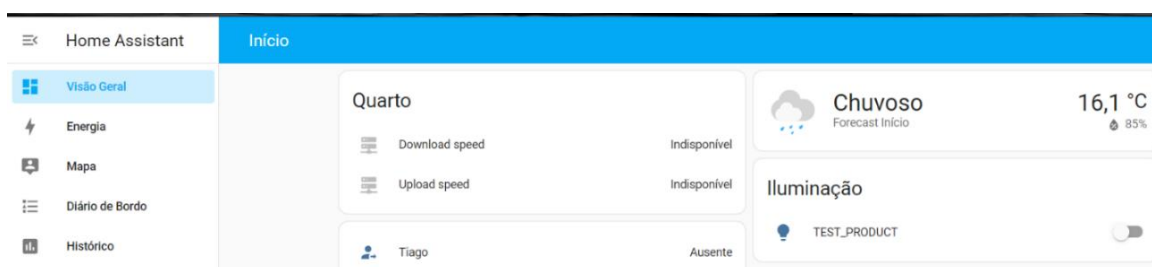 Home Assistant
Início
Visão Geral
Energia
Mapa
Diário de Bordo
Histórico
Quarto
Download speed Indisponível
Upload speed Indisponível
Tiago Ausente
Chuvoso 16,1 °C
Forecast Início 85%
Iluminação
TEST_PRODUCT